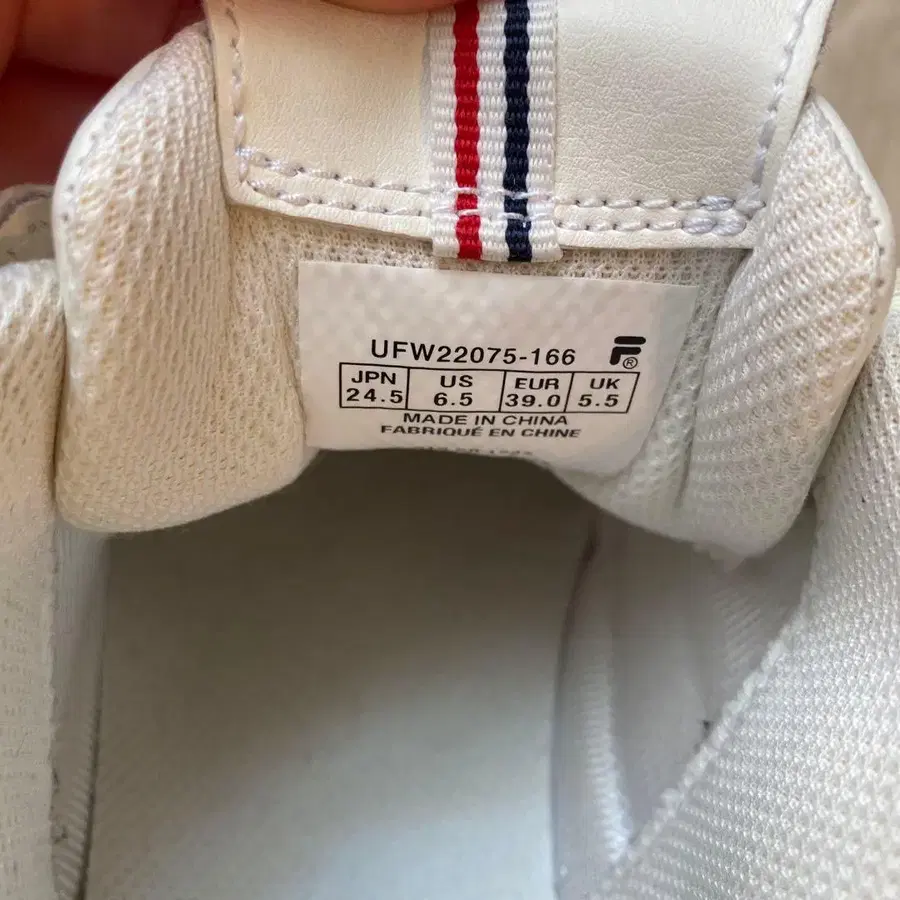 UFW22075-166
F®
JPN US EUR UK
24.5 6.5 39.0 5.5
MADE IN CHINA
FABRIQUÉ EN CHINE